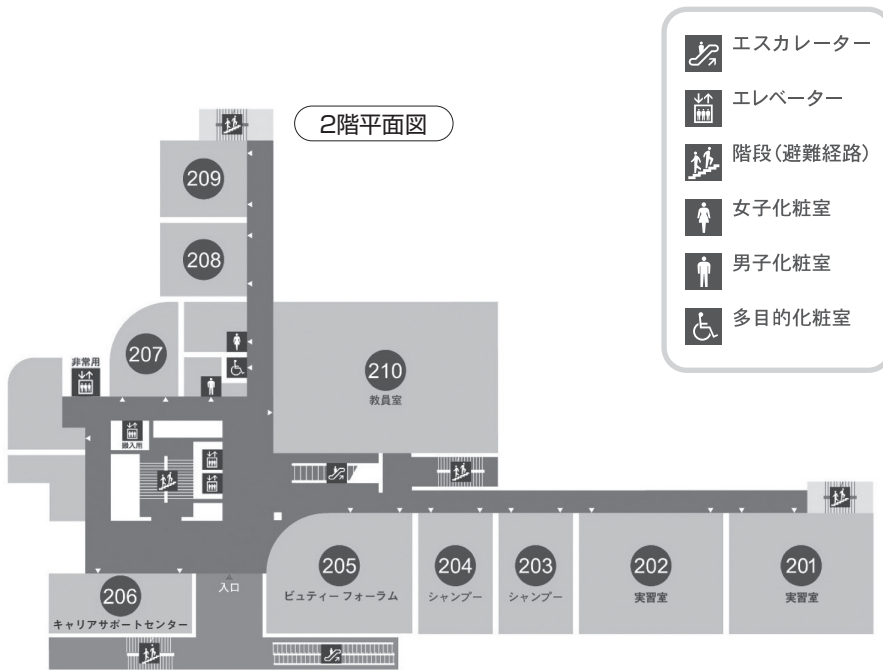 エスカレーター
エレベーター
階段(避難経路)
女子化粧室
男子化粧室
多目的化粧室
2階平面図
209
208
207
非常用
210
教員室
搬入用
205
ビュティーフォーラム
204
シャンプー
203
シャンプー
202
実習室
201
実習室
206
キャリアサポートセンター
入口